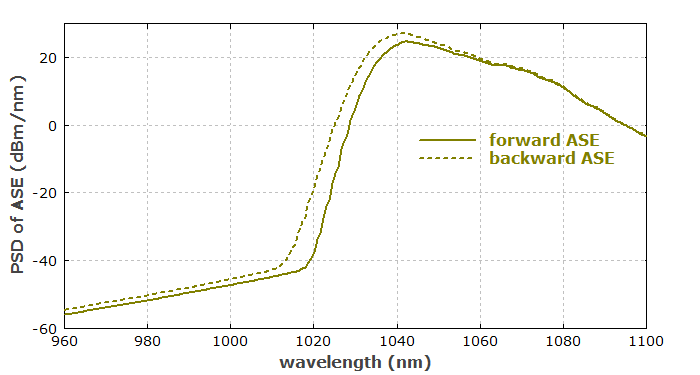 20
0
-20
-40
-60
PSD of ASE (dBm/nm)
forward ASE
backward ASE
960 980 1000 1020 1040 1060 1080 1100
wavelength (nm)